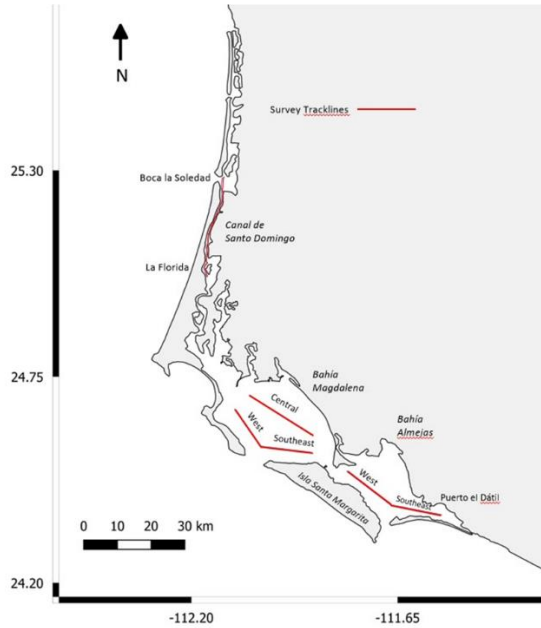 N
Survey Tracklines
25.30
Boca la Soledad
Canal de
Santo Domingo
La Florida
24.75
Bahía
Magdalena
Central
West
Southeast
Bahía
Almejas
West
Southeast
Puerto el Dátil
Isla Santa Margarita
0 10 20 30 km
24.20
-112.20
-111.65